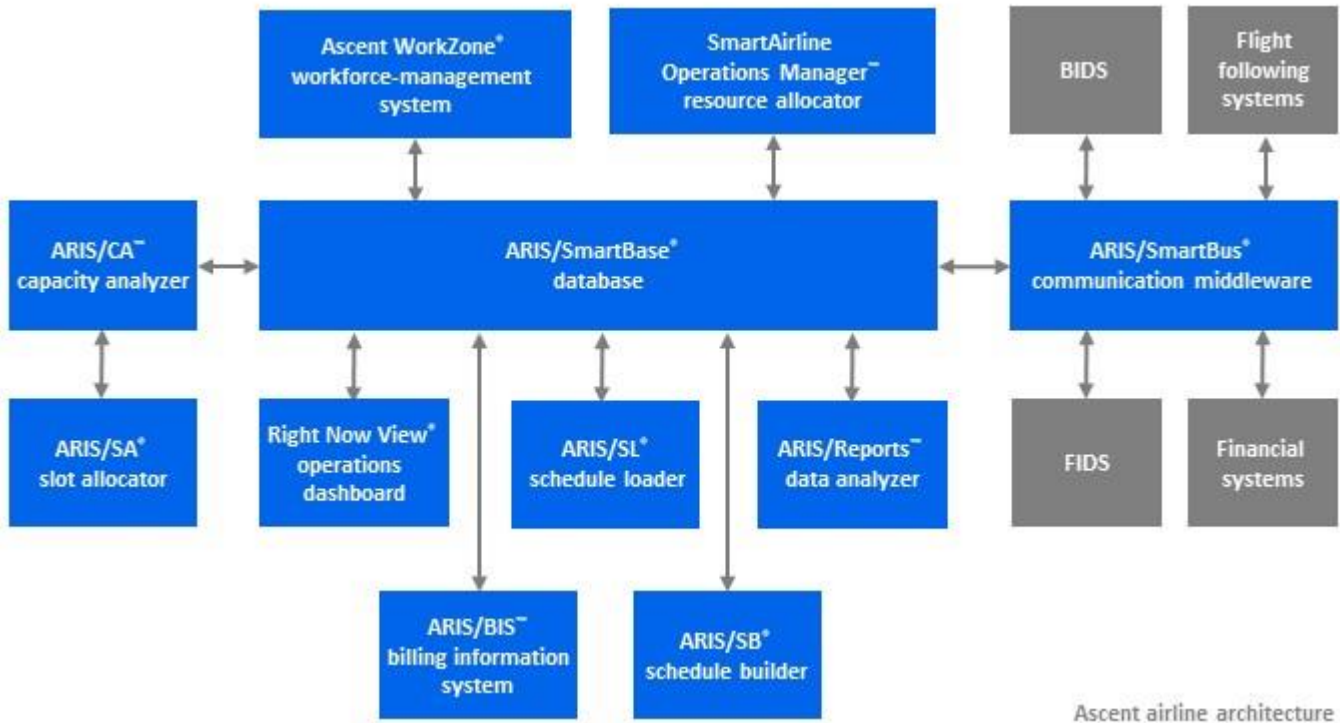 Ascent WorkZone®
workforce-management
system
SmartAirline
Operations Manager™
resource allocator
BIDS
Flight
following
systems
ARIS/CA™
capacity analyzer
ARIS/SmartBase®
database
ARIS/SmartBus®
communication middleware
ARIS/SA®
slot allocator
Right Now View®
operations
dashboard
ARIS/SL®
schedule loader
ARIS/Reports™
data analyzer
FIDS
Financial
systems
ARIS/BIS™
billing information
system
ARIS/SB®
schedule builder
Ascent airline architecture